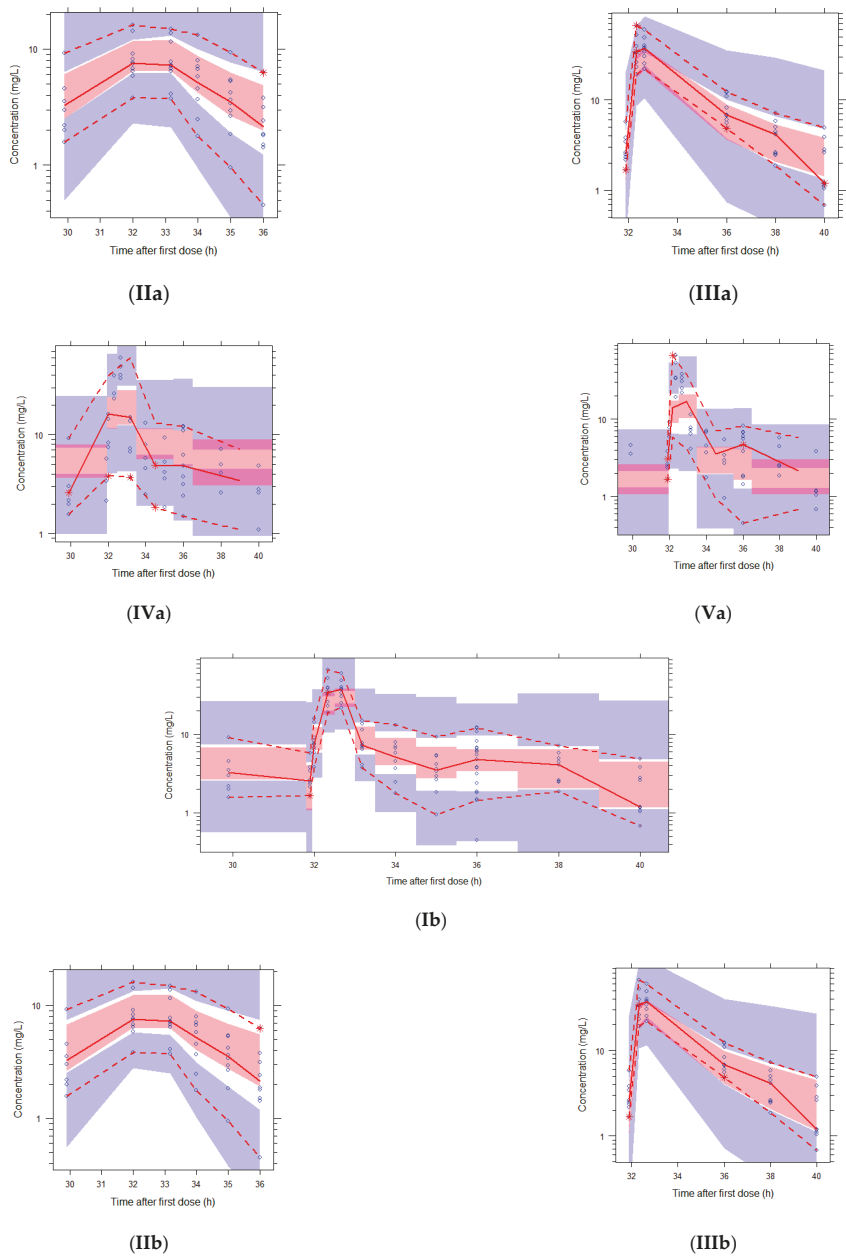 Concentration (mg/L)
10
1
30 31 32 33 34 35 36
Time after first dose (h)
(IIa)
Concentration (mg/L)
10
1
32 34 36 38 40
Time after first dose (h)
(IIIa)
Concentration (mg/L)
10
1
30 32 34 36 38 40
Time after first dose (h)
(IVa)
Concentration (mg/L)
10
1
30 32 34 36 38 40
Time after first dose (h)
(Va)
Concentration (mg/L)
10
1
30 32 34 36 38 40
Time after first dose (h)
(Ib)
Concentration (mg/L)
10
1
30 31 32 33 34 35 36
Time after first dose (h)
(IIb)
Concentration (mg/L)
10
1
32 34 36 38 40
Time after first dose (h)
(IIIb)